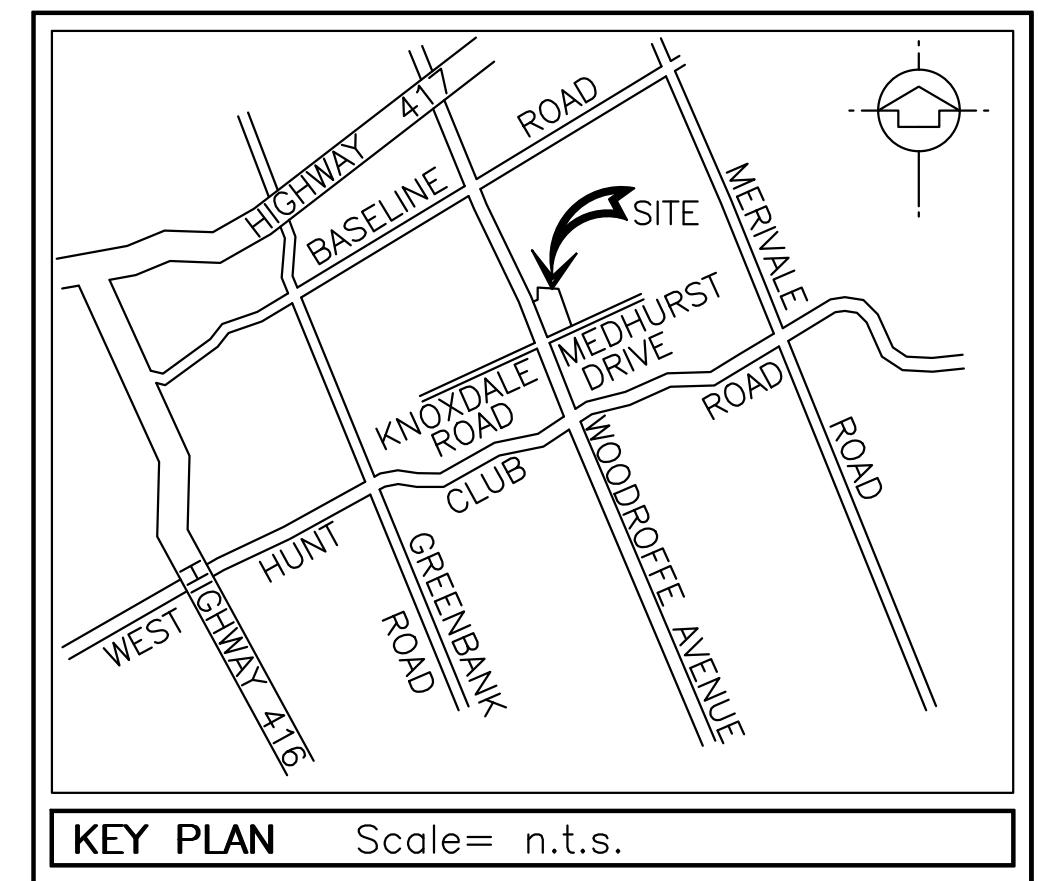 HIGHWAY 417
BASELINE ROAD
SITE
MERIVALE ROAD
MEDHURST
DRIVE
KNOXDALE
ROAD
WEST HUNT CLUB ROAD
WOODROFFE AVENUE
GREENBANK ROAD
HIGHWAY 416
KEY PLAN Scale= n.t.s.